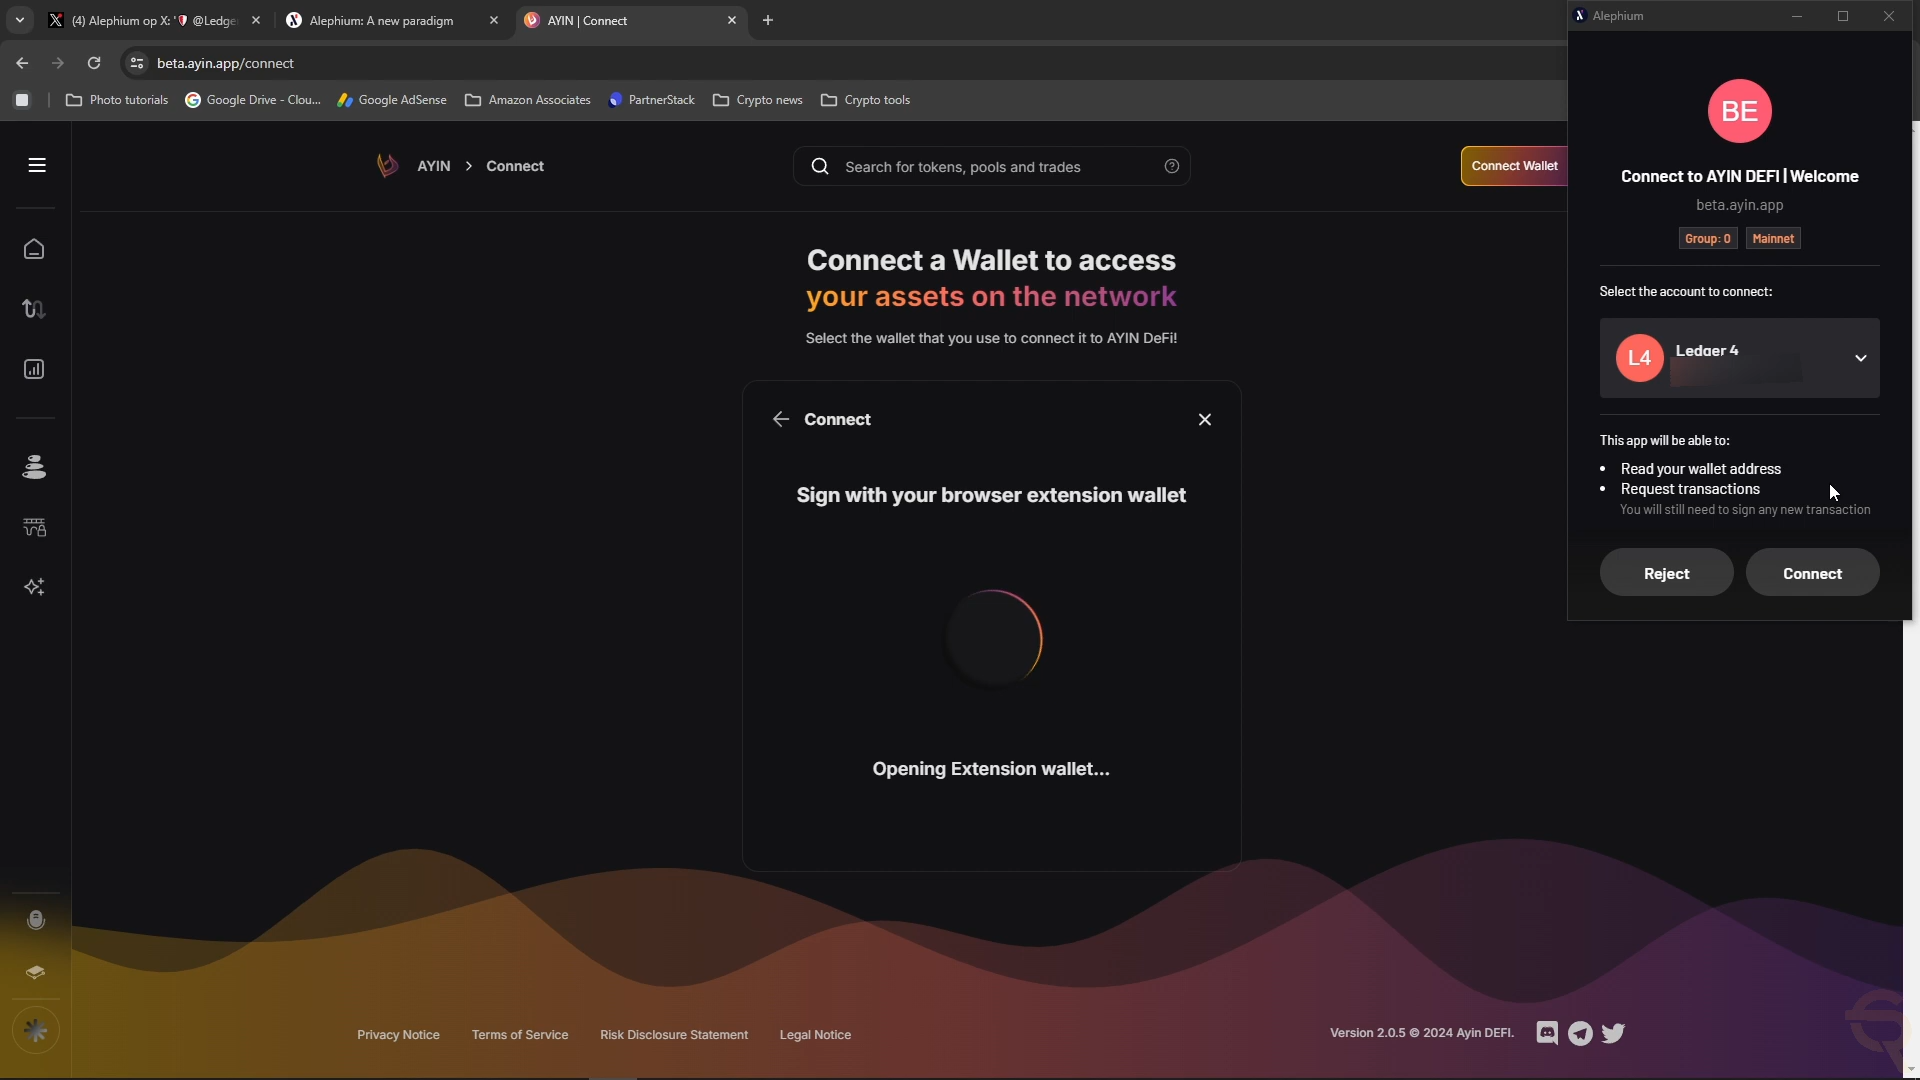 (4) Alephium op X: "🛡 @Ledge
Alephium: A new paradigm
AYIN | Connect
beta.ayin.app/connect
Photo tutorials
Google Drive - Clou...
Google AdSense
Amazon Associates
PartnerStack
Crypto news
Crypto tools
AYIN > Connect
Search for tokens, pools and trades
Connect Wallet
Connect a Wallet to access
your assets on the network
Select the wallet that you use to connect it to AYIN DeFi!
Connect
Sign with your browser extension wallet
Opening Extension wallet...
Privacy Notice
Terms of Service
Risk Disclosure Statement
Legal Notice
Version 2.0.5 © 2024 Ayin DEFI.
Alephium
BE
Connect to AYIN DEFI | Welcome
beta.ayin.app
Group: 0
Mainnet
Select the account to connect:
L4
Ledger 4
This app will be able to:
• Read your wallet address
• Request transactions
You will still need to sign any new transaction
Reject
Connect